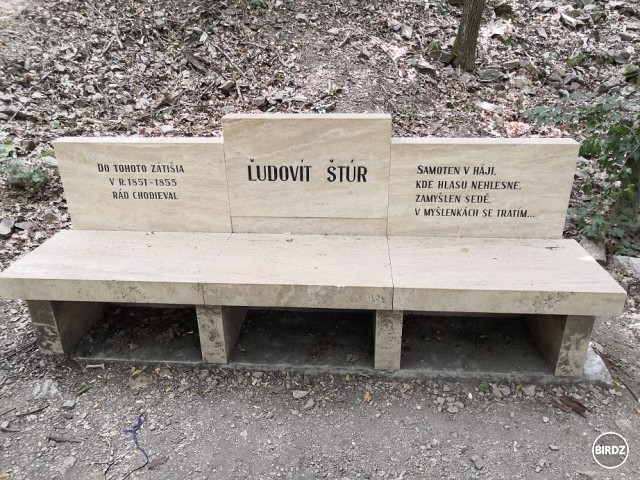 Do tohoto zátišia
v r. 1851-1855
rád chodieval
Ľudovít Štúr
Samoten v háji,
kde hlasu nehlesne,
zamyšlen sedě,
v myšlenkách se tratím...
BIRDZ